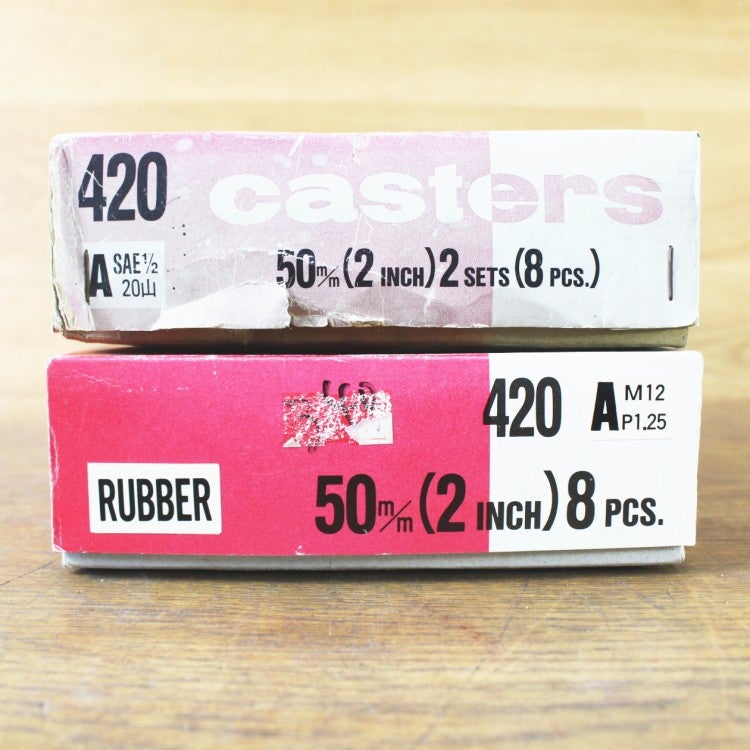 420 casters
A SAE½
20山
50m/m (2 INCH) 2 SETS (8 PCS.)
420 A M12
P1.25
RUBBER
50m/m (2 INCH) 8 PCS.